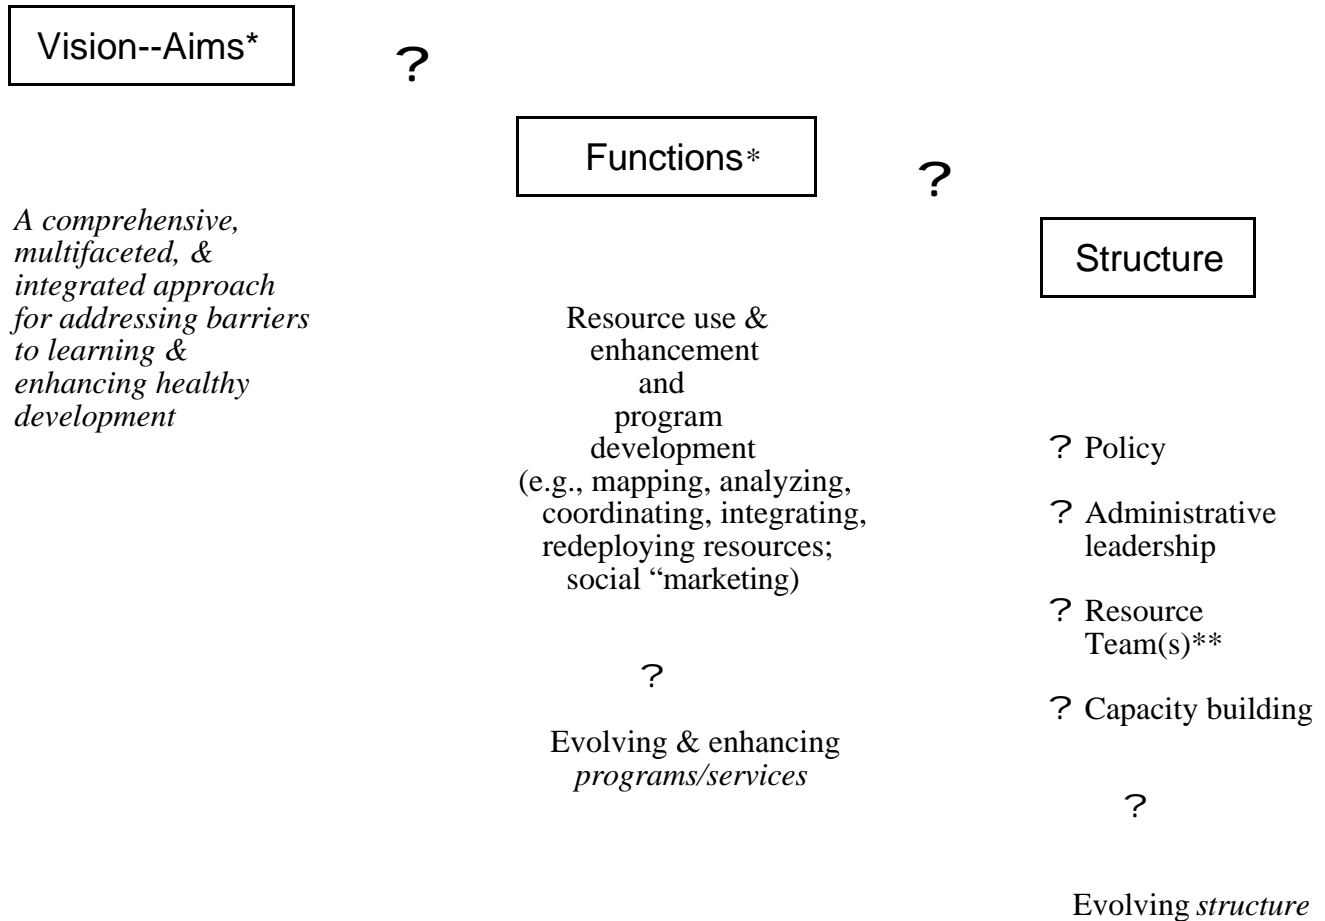 Vision--Aims*
?
Functions*
?
Structure
A comprehensive,
multifaceted, &
integrated approach
for addressing barriers
to learning &
enhancing healthy
development
Resource use &
enhancement
and
program
development
(e.g., mapping, analyzing,
coordinating, integrating,
redeploying resources;
social “marketing)
?
Evolving & enhancing
programs/services
? Policy
? Administrative
leadership
? Resource
Team(s)**
? Capacity building
?
Evolving structure